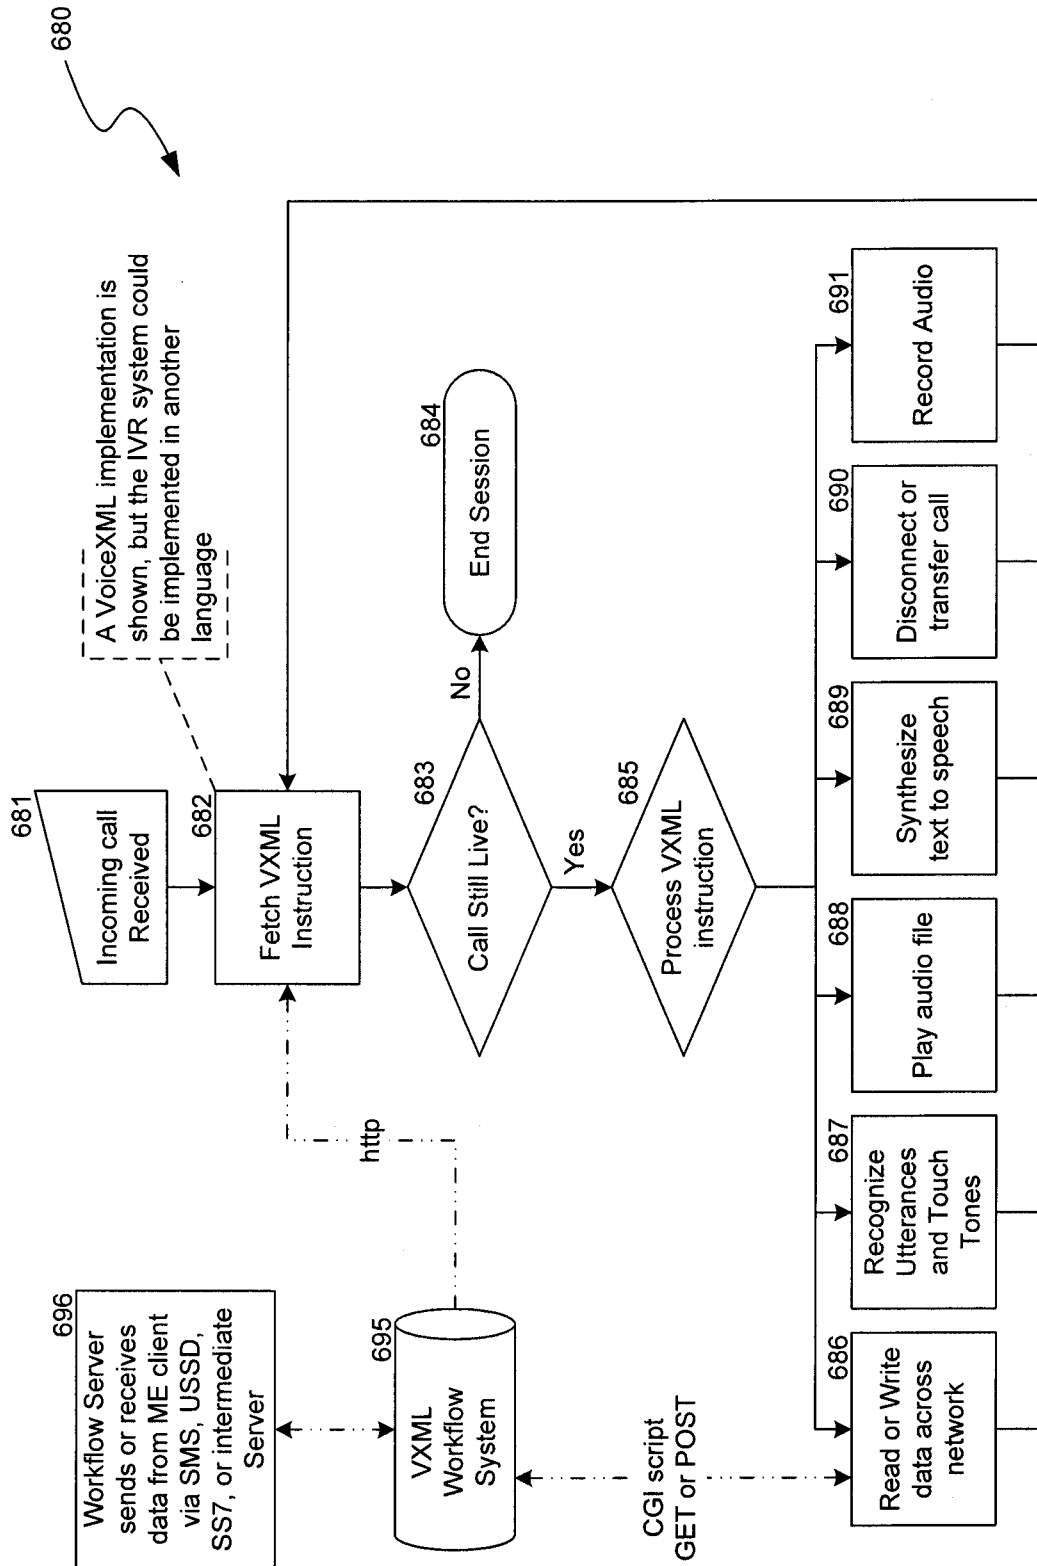 680
A VoiceXML implementation is
shown, but the IVR system could
be implemented in another
language
681
Incoming call
Received
682
Fetch VXML
Instruction
683
Call Still Live?
No
684
End Session
Yes
685
Process VXML
instruction
696
Workflow Server
sends or receives
data from ME client
via SMS, USSD,
SS7, or intermediate
Server
http
695
VXML
Workflow
System
CGI script
GET or POST
686
Read or Write
data across
network
687
Recognize
Utterances
and Touch
Tones
688
Play audio file
689
Synthesize
text to speech
690
Disconnect or
transfer call
691
Record Audio